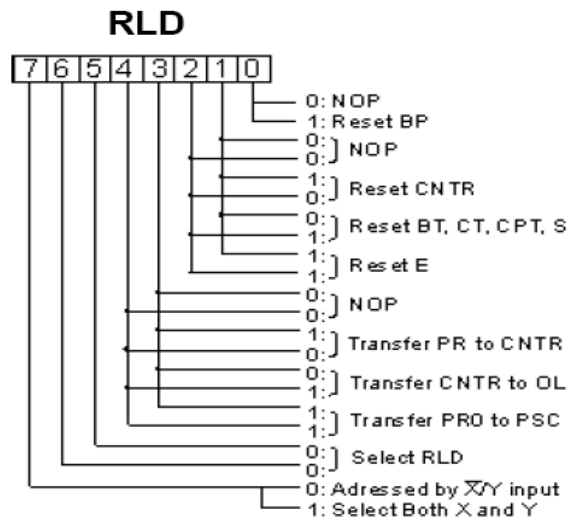 RLD
7 6 5 4 3 2 1 0
0: NOP
1: Reset BP
0:
0:
NOP
1:
0:
Reset CNTR
0:
1:
Reset BT, CT, CPT, S
1:
1:
Reset E
0:
0:
NOP
1:
0:
Transfer PR to CNTR
0:
1:
Transfer CNTR to OL
1:
1:
Transfer PR0 to PSC
0:
0:
Select RLD
0: Adressed by X̅/Y input
1: Select Both X and Y